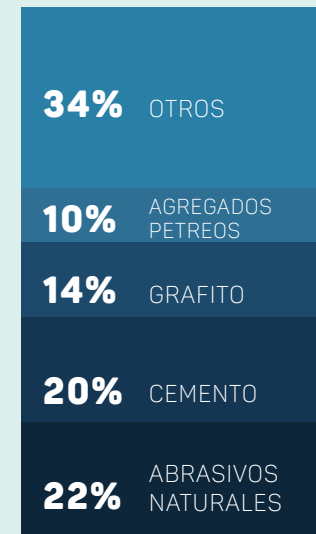 34% OTROS
10% AGREGADOS
PETREOS
14% GRAFITO
20% CEMENTO
22% ABRASIVOS
NATURALES